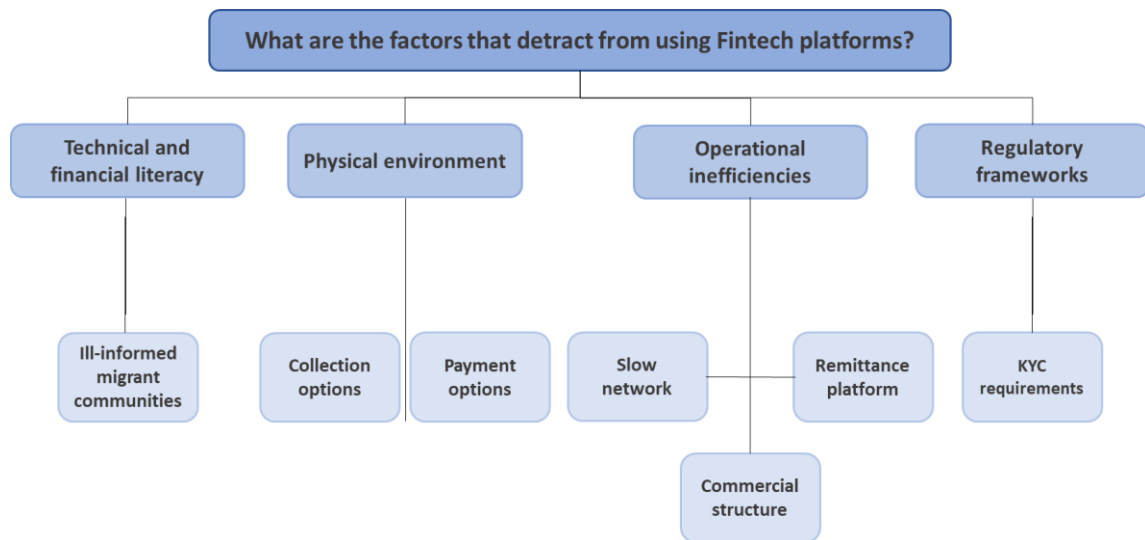 What are the factors that detract from using Fintech platforms?
Technical and
financial literacy
Physical environment
Operational
inefficiencies
Regulatory
frameworks
Ill-informed
migrant
communities
Collection
options
Payment
options
Slow
network
Remittance
platform
KYC
requirements
Commercial
structure